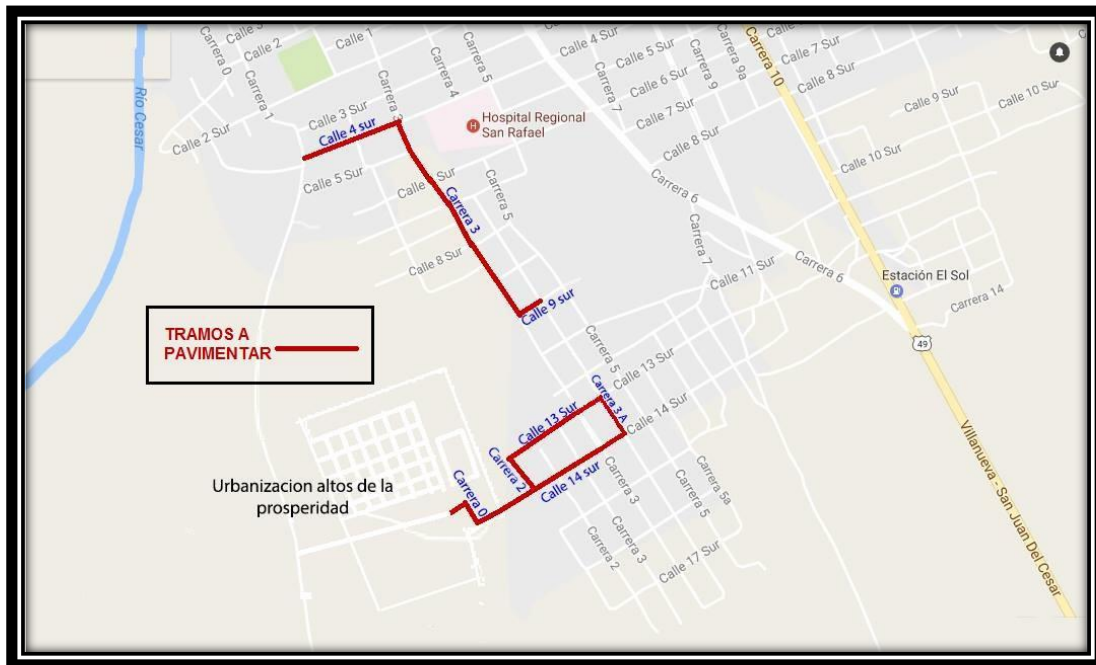 Calle 2
Calle 1
Carrera 0
Carrera 1
Carrera 3
Carrera 4
Carrera 5
Calle 4 Sur
Calle 5 Sur
Calle 6 Sur
Calle 7 Sur
Calle 8 Sur
Carrera 7
Carrera 9
Carrera 9a
Carrera 10
Calle 7 Sur
Calle 8 Sur
Calle 9 Sur
Calle 10 Sur
Calle 10 Sur
Río Cesar
Calle 2 Sur
Calle 3 Sur
Calle 4 sur
Calle 5 Sur
Hospital Regional
San Rafael
Carrera 3
Carrera 5
Carrera 6
Carrera 7
Carrera 6
Calle 8 Sur
Calle 9 sur
Calle 11 Sur
Estación El Sol
Carrera 14
49
TRAMOS A
PAVIMENTAR
Carrera 5
Calle 13 Sur
Carrera 3 A
Calle 13 Sur
Calle 14 Sur
Carrera 2
Calle 14 sur
Carrera 0
Urbanizacion altos de la
prosperidad
Carrera 3
Carrera 5a
Carrera 5
Carrera 3
Carrera 2
Calle 17 Sur
Villanueva - San Juan Del Cesar